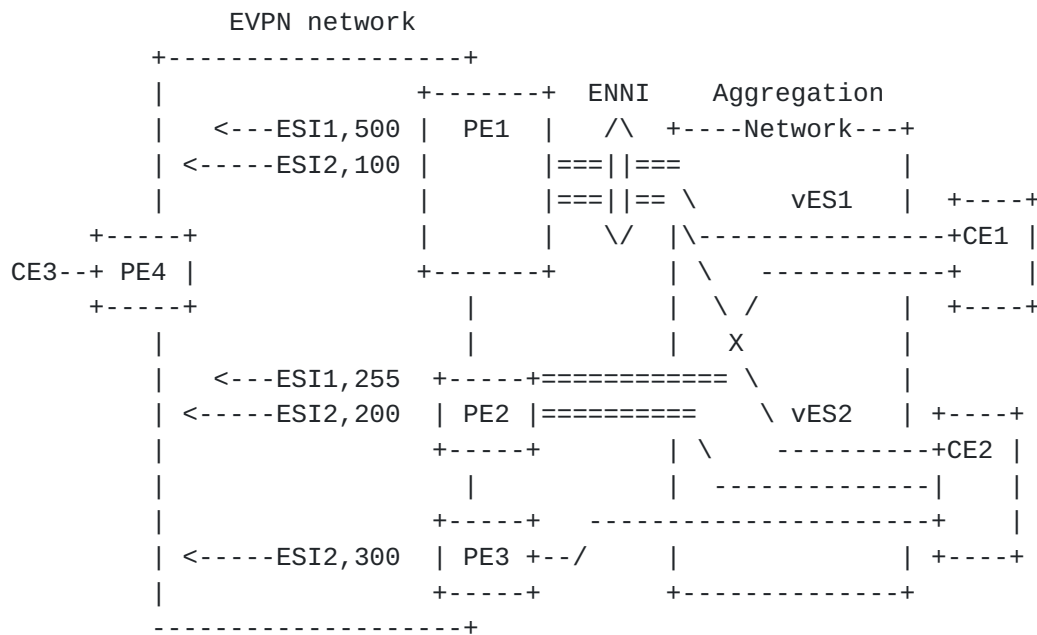 EVPN network
ENNI Aggregation
<---ESI1,500 PE1 Network
<-----ESI2,100
vES1
CE1
CE3 PE4
X
<---ESI1,255
<-----ESI2,200 PE2 vES2
CE2
<-----ESI2,300 PE3